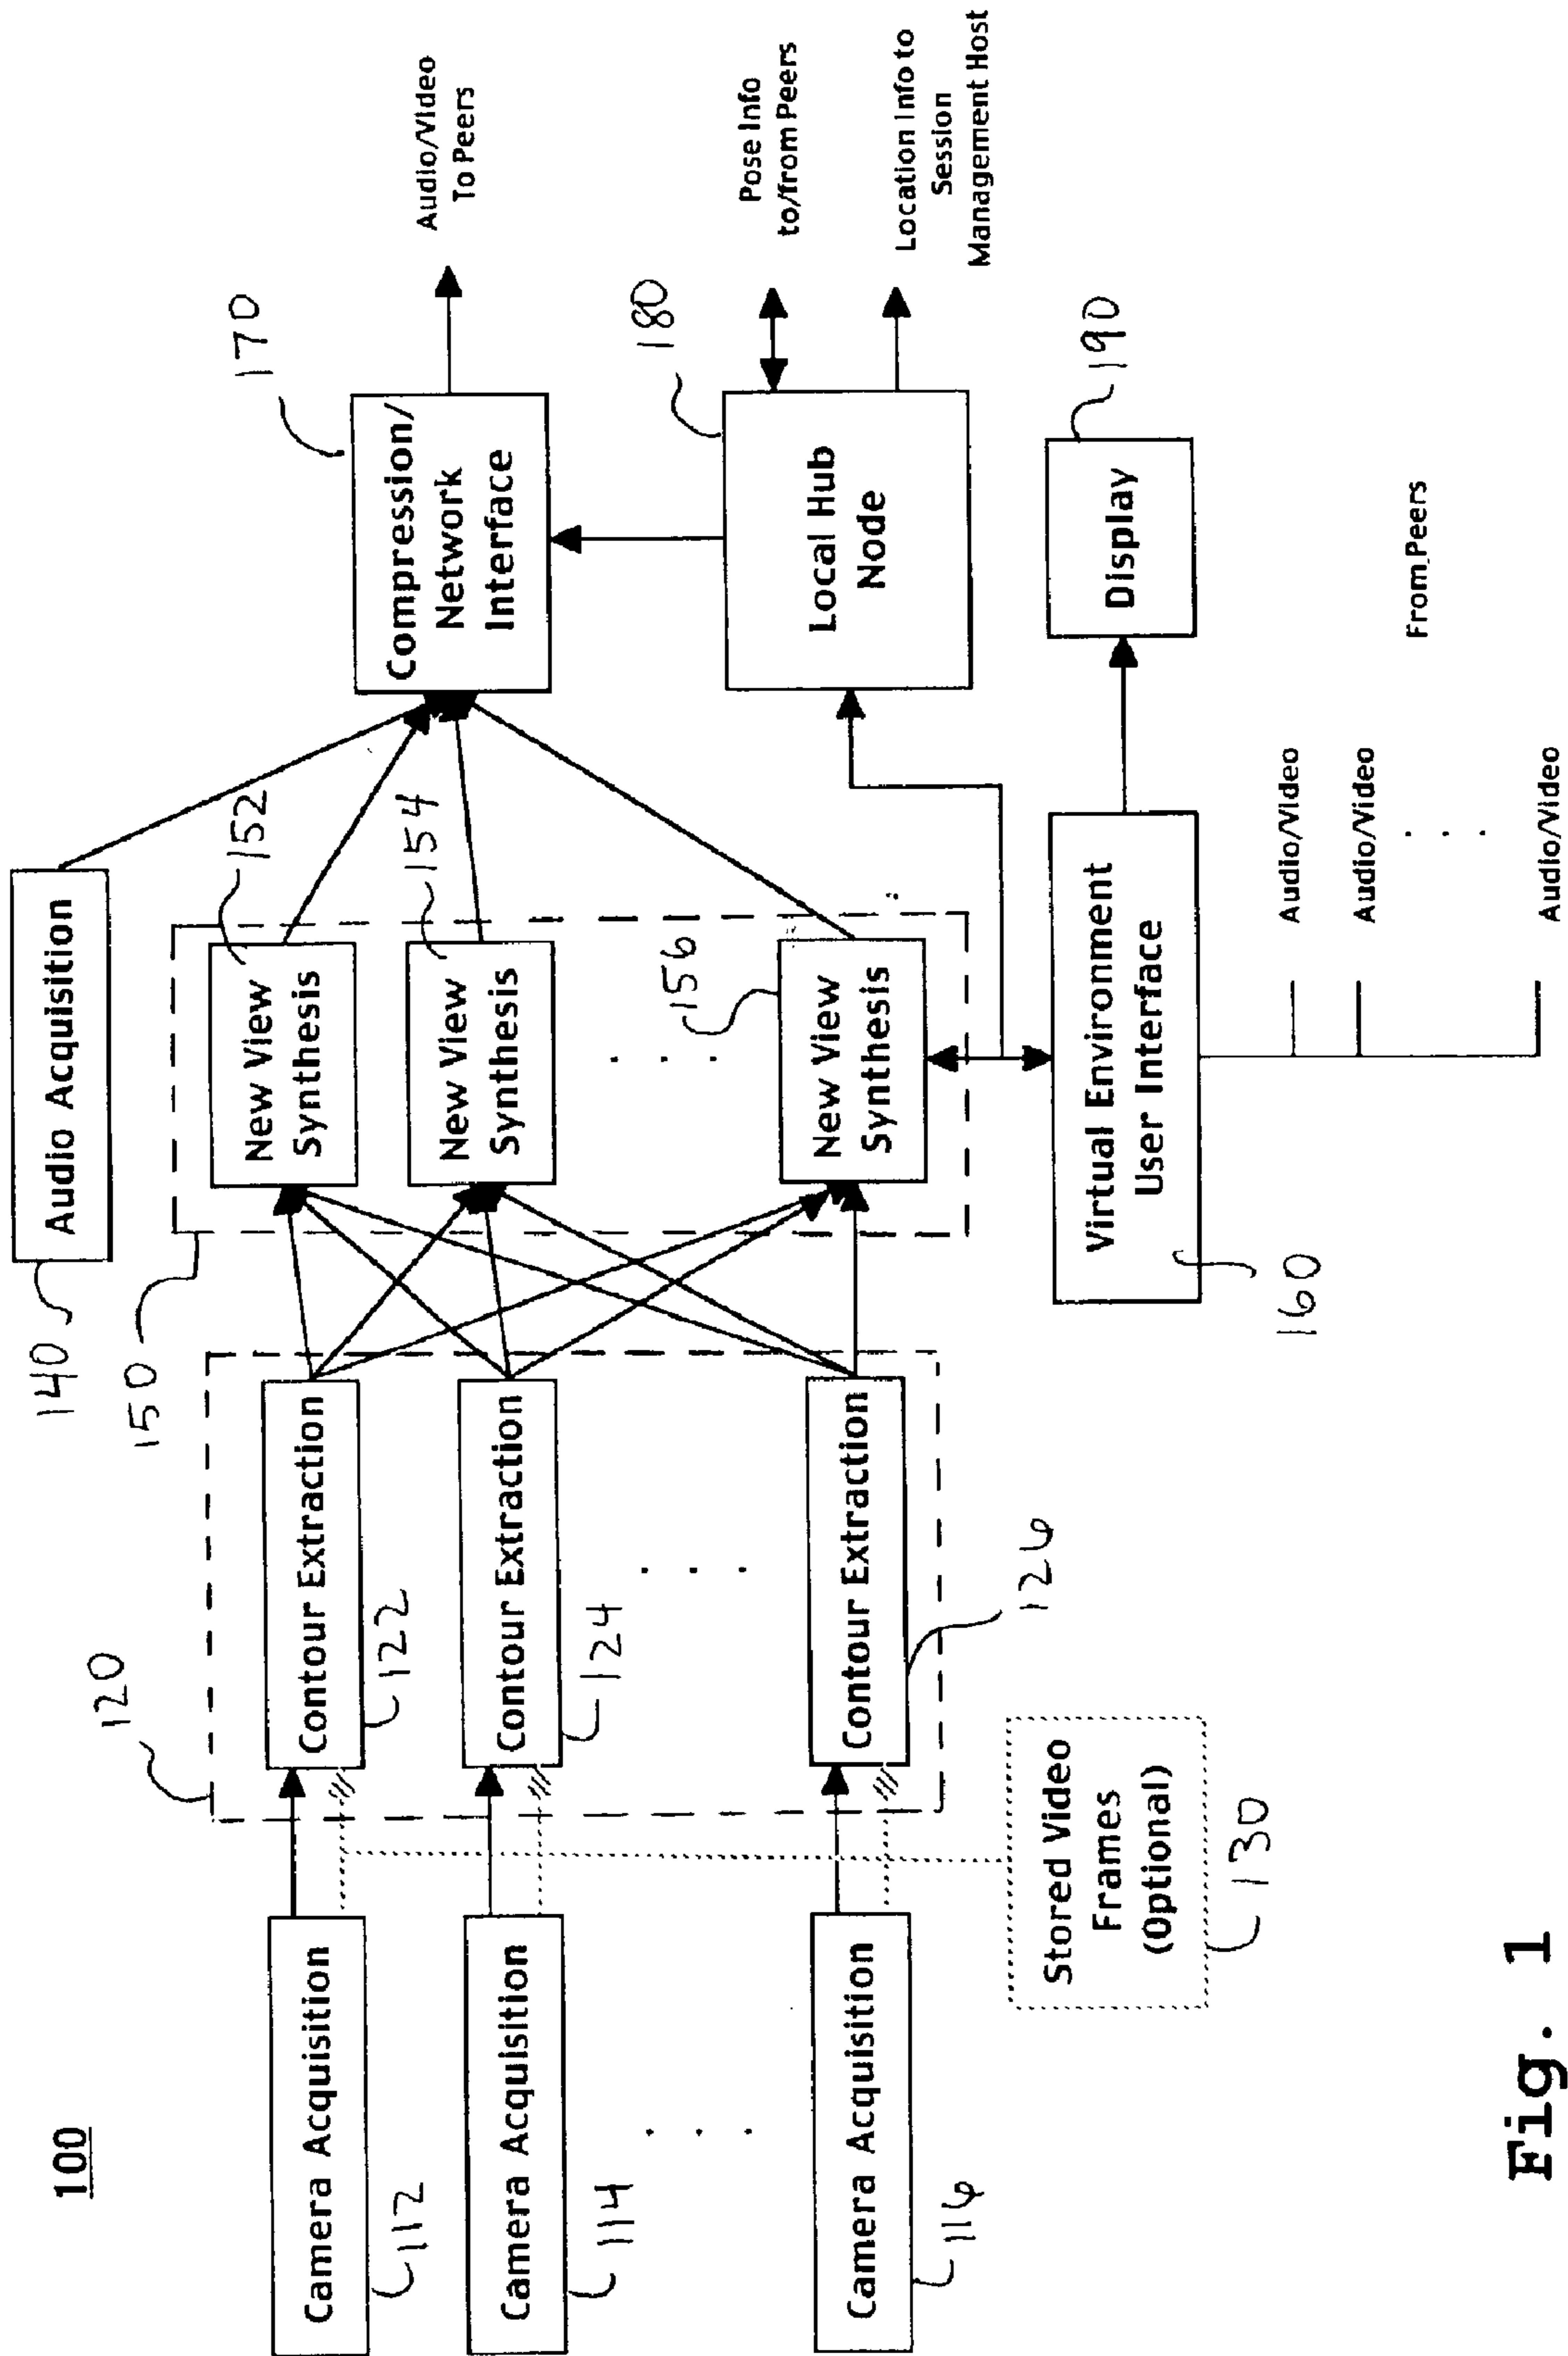 100
Camera Acquisition
112
Camera Acquisition
114
. . .
Camera Acquisition
116
120
Contour Extraction
122
Contour Extraction
124
. . .
Contour Extraction
126
Stored Video
Frames
(Optional)
130
Audio Acquisition
140
150
New View
Synthesis
152
New View
Synthesis
154
. . .
New View
Synthesis
156
Virtual Environment
User Interface
160
Compression/
Network
Interface
170
Audio/Video
To Peers
Local Hub
Node
180
Pose Info
to/from Peers
Location Info to
Session
Management Host
Display
190
Audio/Video
Audio/Video
. . .
Audio/Video
From Peers
Fig. 1